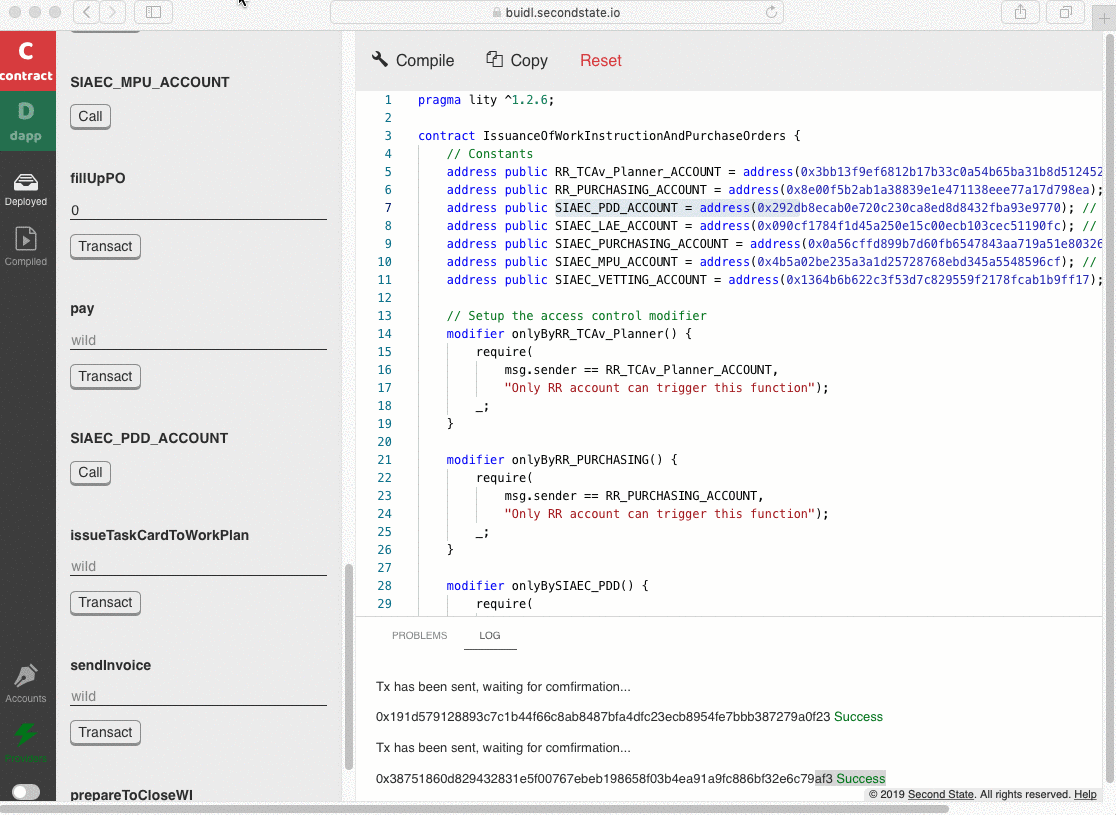 buidl.secondstate.io
C
contract
D
dapp
Deployed
Compiled
Accounts
SIAEC_MPU_ACCOUNT
Call
fillUpPO
0
Transact
pay
wild
Transact
SIAEC_PDD_ACCOUNT
Call
issueTaskCardToWorkPlan
wild
Transact
sendInvoice
wild
Transact
prepareToCloseWI
Compile Copy Reset
1 pragma lity ^1.2.6;
2
3 contract IssuanceOfWorkInstructionAndPurchaseOrders {
4 // Constants
5 address public RR_TCAv_Planner_ACCOUNT = address(0x3bb13f9ef6812b17b33c0a54b65ba31b8d512452
6 address public RR_PURCHASING_ACCOUNT = address(0x8e00f5b2ab1a38839e1e471138eee77a17d798ea);
7 address public SIAEC_PDD_ACCOUNT = address(0x292db8ecab0e720c230ca8ed8d8432fba93e9770); //
8 address public SIAEC_LAE_ACCOUNT = address(0x090cf1784f1d45a250e15c00ecb103cec51190fc); //
9 address public SIAEC_PURCHASING_ACCOUNT = address(0x0a56cffd899b7d60fb6547843aa719a51e80326
10 address public SIAEC_MPU_ACCOUNT = address(0x4b5a02be235a3a1d25728768ebd345a5548596cf); //
11 address public SIAEC_VETTING_ACCOUNT = address(0x1364b6b622c3f53d7c829559f2178fcab1b9ff17);
12
13 // Setup the access control modifier
14 modifier onlyByRR_TCAv_Planner() {
15 require(
16 msg.sender == RR_TCAv_Planner_ACCOUNT,
17 "Only RR account can trigger this function");
18 _;
19 }
20
21 modifier onlyByRR_PURCHASING() {
22 require(
23 msg.sender == RR_PURCHASING_ACCOUNT,
24 "Only RR account can trigger this function");
25 _;
26 }
27
28 modifier onlyBySIAEC_PDD() {
29 require(
PROBLEMS LOG
Tx has been sent, waiting for comfirmation...
0x191d579128893c7c1b44f66c8ab8487bfa4dfc23ecb8954fe7bbb387279a0f23 Success
Tx has been sent, waiting for comfirmation...
0x38751860d829432831e5f00767ebeb198658f03b4ea91a9fc886bf32e6c79af3 Success
© 2019 Second State. All rights reserved. Help